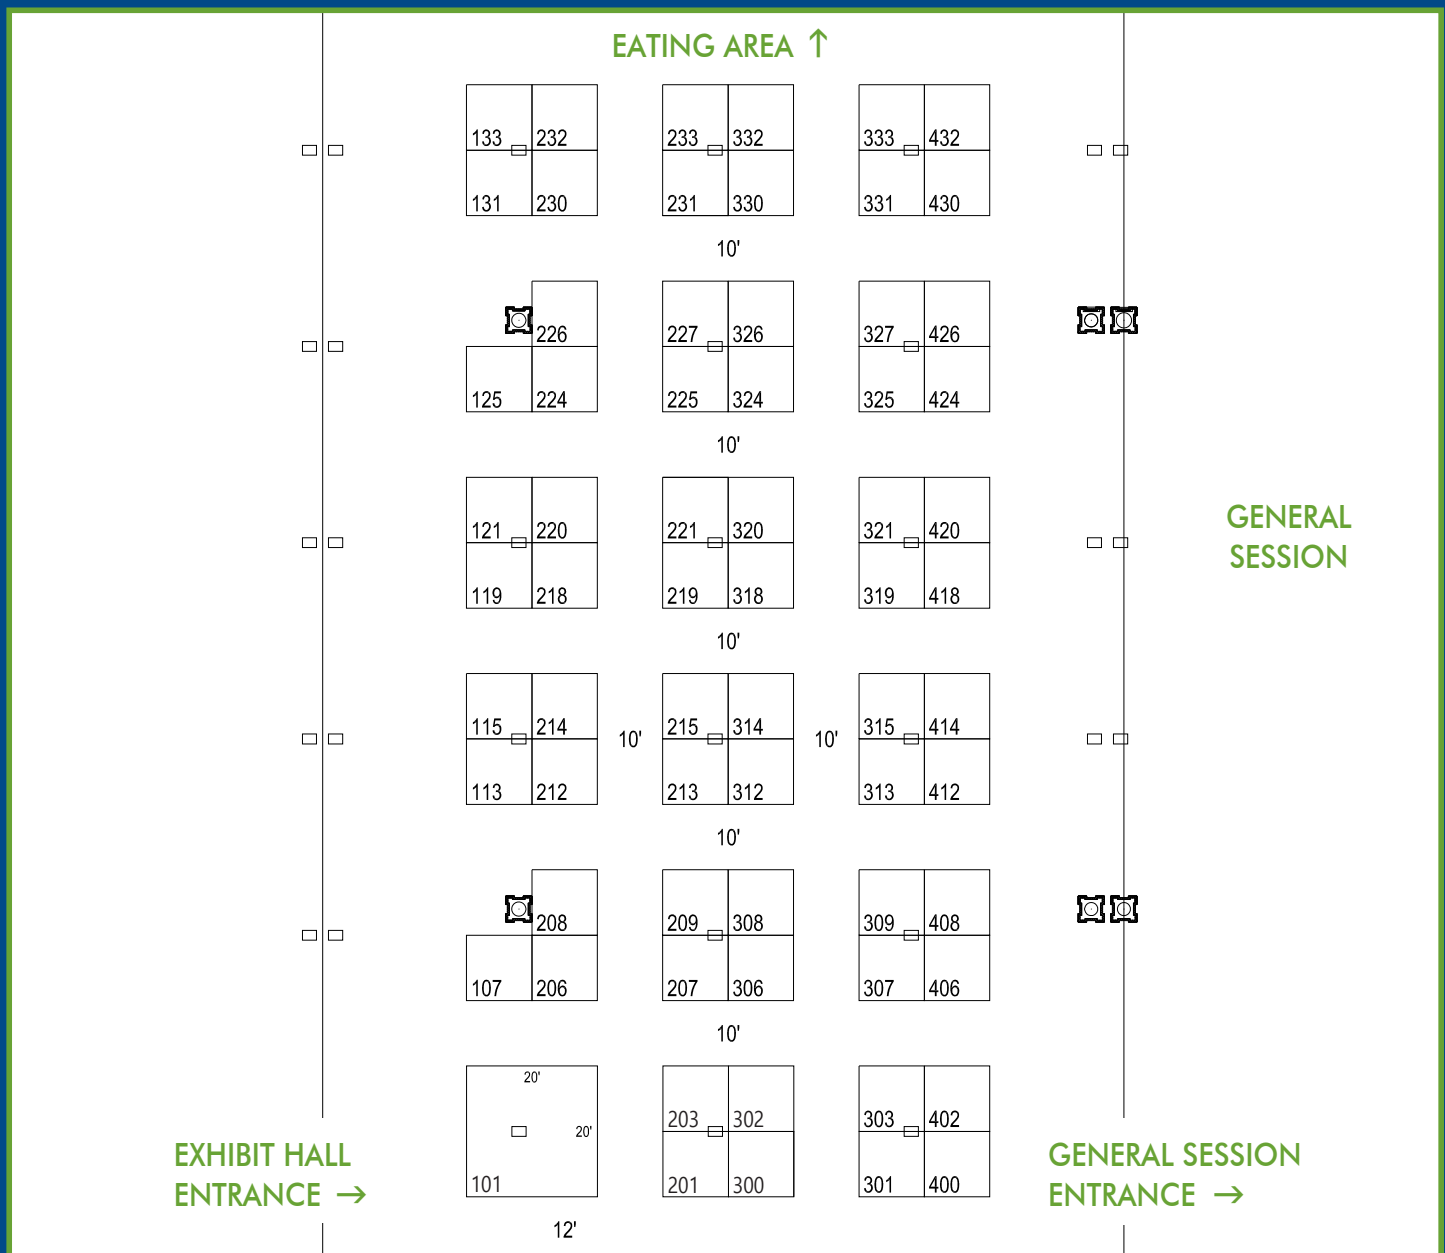 EATING AREA ↑
133 232 233 332 333 432
131 230 231 330 331 430
10'
226 227 326 327 426
125 224 225 324 325 424
10'
121 220 221 320 321 420
GENERAL
SESSION
119 218 219 318 319 418
10'
115 214 10' 215 314 10' 315 414
113 212 213 312 313 412
10'
208 209 308 309 408
107 206 207 306 307 406
10'
20'
203 302 303 402
20'
EXHIBIT HALL
ENTRANCE →
101 201 300 301 400
GENERAL SESSION
ENTRANCE →
12'